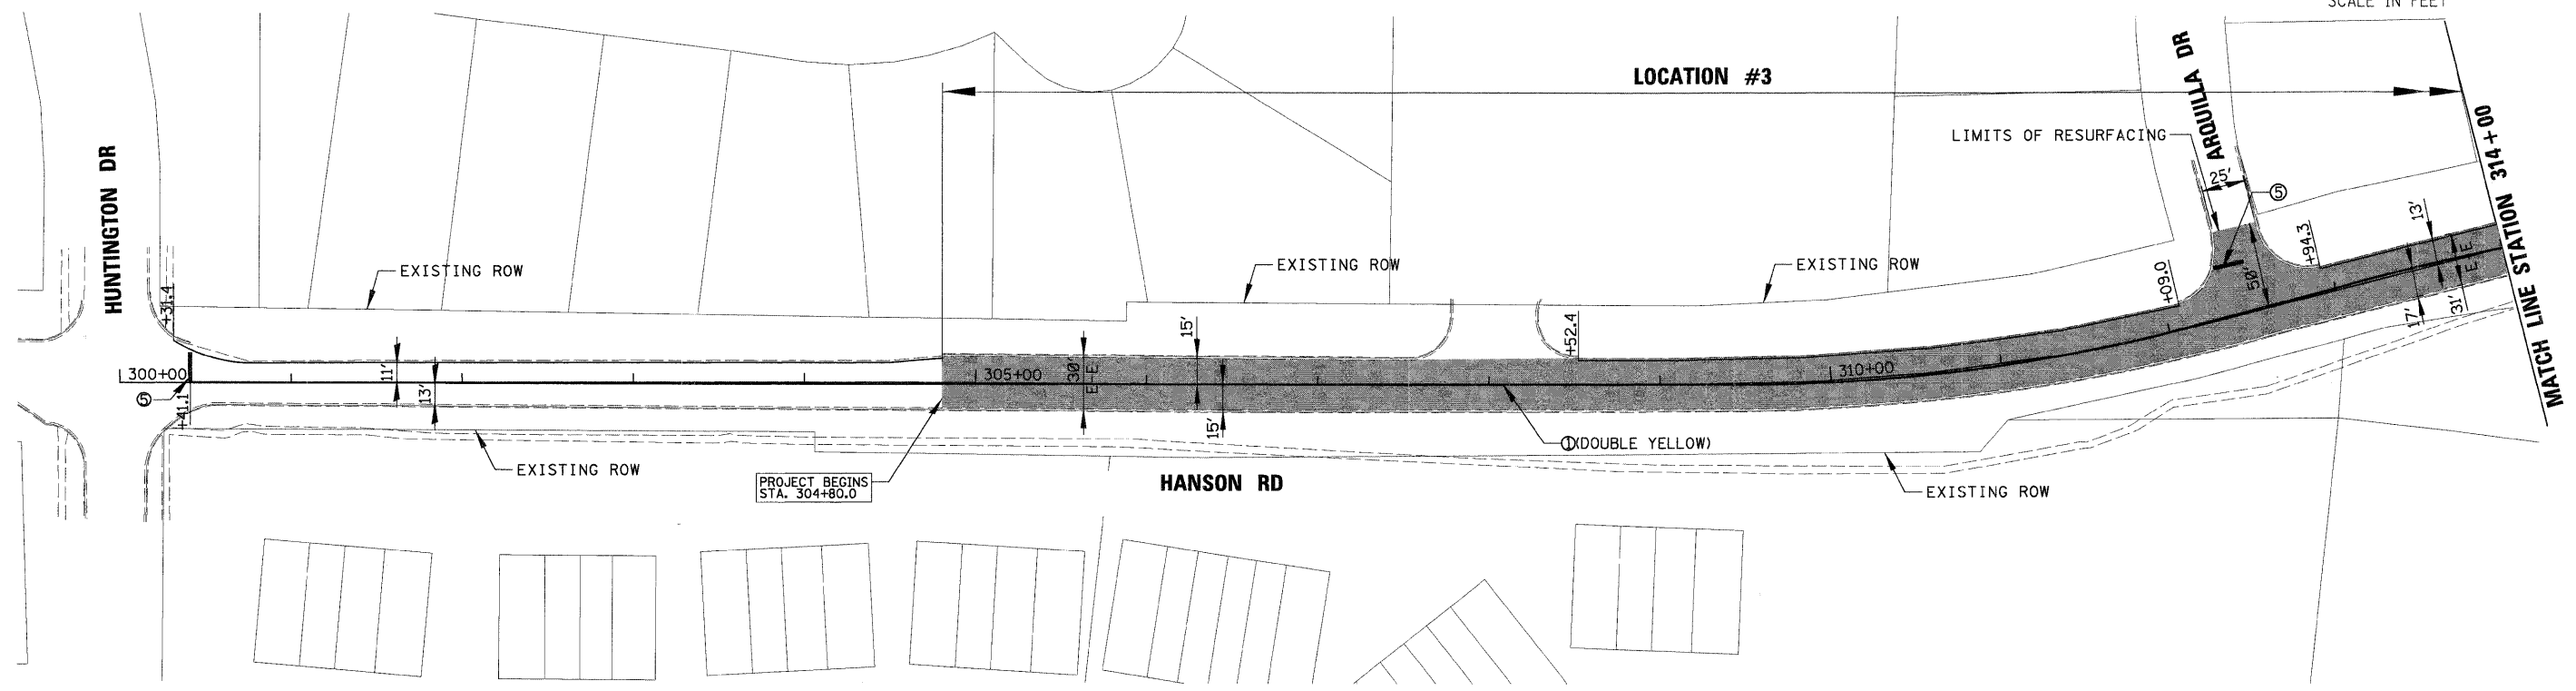 SCALE IN FEET
LOCATION #3
ARQUILLA DR
LIMITS OF RESURFACING
MATCH LINE STATION 314+00
HUNTINGTON DR
25'
⑤
13'
+94.3
EXISTING ROW
EXISTING ROW
EXISTING ROW
+09.0
50'
E-E
31'
17'
+31.4
15'
+52.4
300+00
11'
13'
305+00
30'
E-E
310+00
⑤
+41.1
15'
①(DOUBLE YELLOW)
EXISTING ROW
PROJECT BEGINS
STA. 304+80.0
HANSON RD
EXISTING ROW